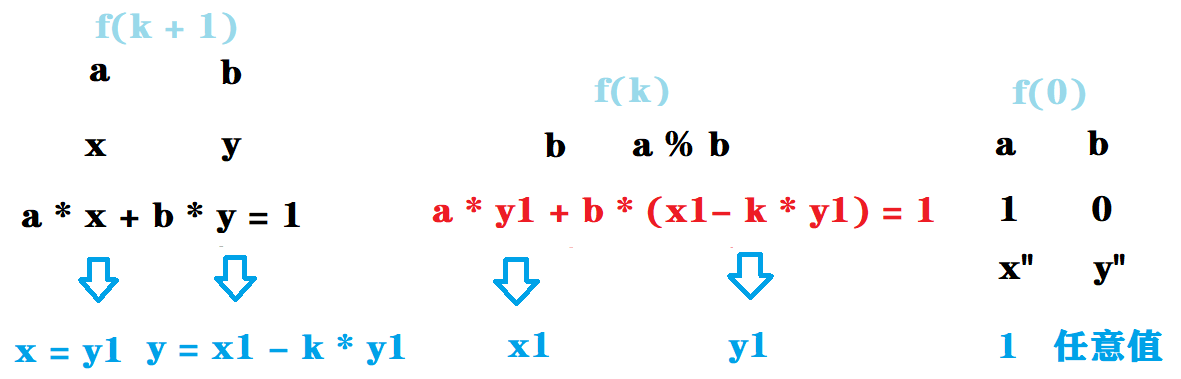 f(k + 1)
a b
x y
a * x + b * y = 1
x = y1 y = x1 – k * y1
f(k)
b a % b
a * y1 + b * (x1– k * y1) = 1
x1 y1
f(0)
a b
1 0
x" y"
1 任意值